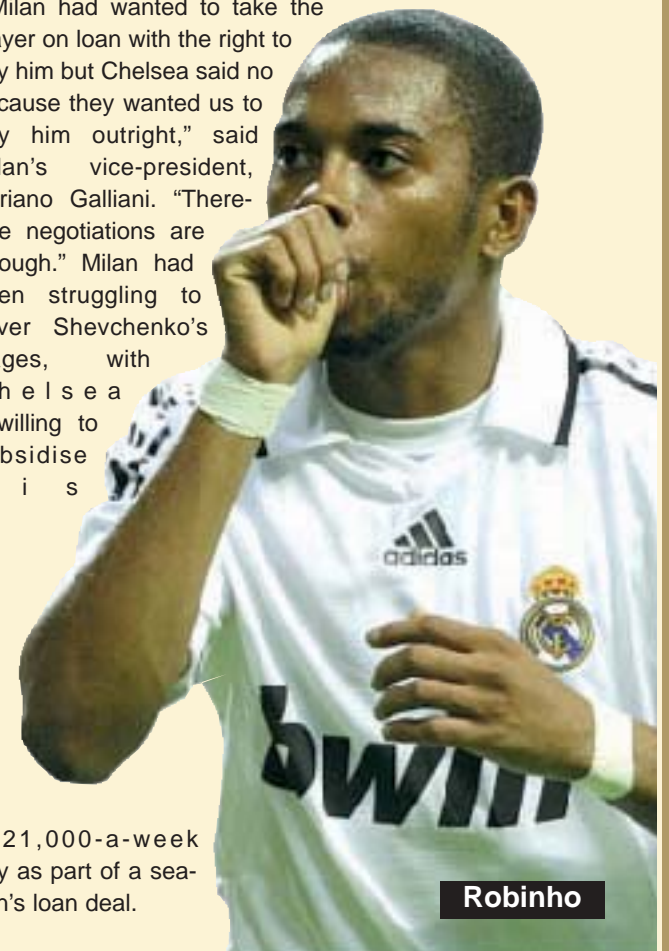 Milan had wanted to take the
ayer on loan with the right to
y him but Chelsea said no
cause they wanted us to
y him outright,” said
lan’s vice-president,
riano Galliani. “There-
e negotiations are
ough.” Milan had
en struggling to
ver Shevchenko’s
ges, with
helsea
willing to
bsidise
is
21,000-a-week
y as part of a sea-
n’s loan deal.
adidas
bwin
Robinho